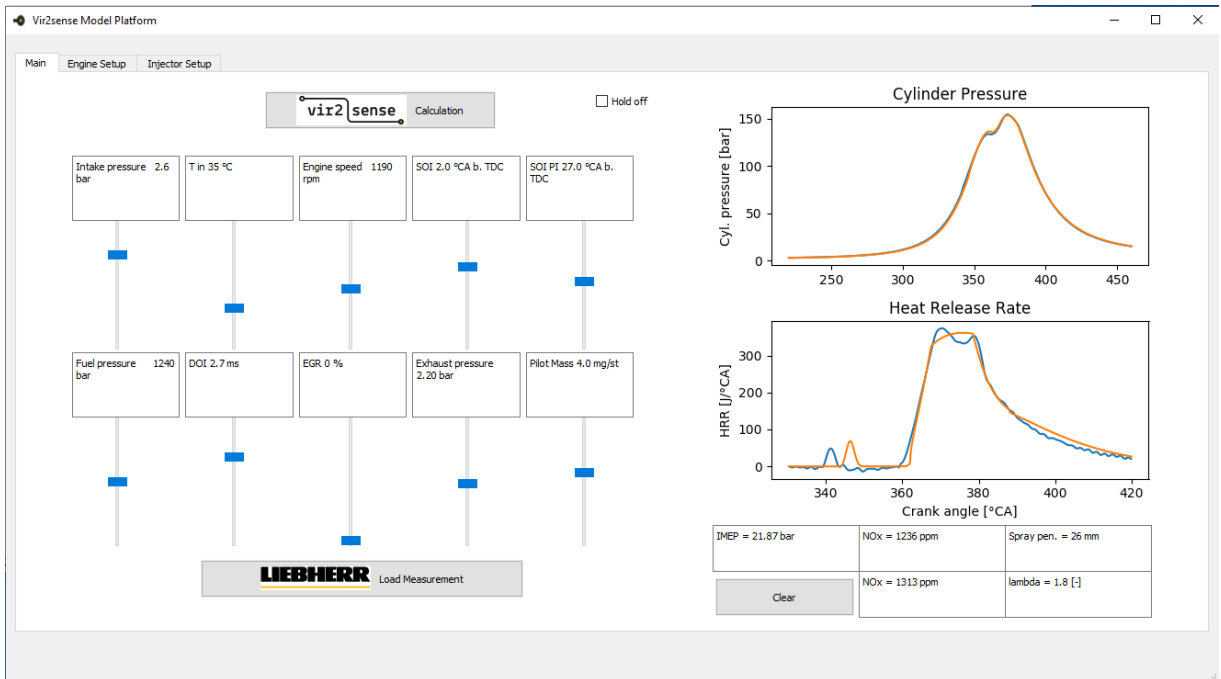 Vir2sense Model Platform
Main
Engine Setup
Injector Setup
vir2 sense
Calculation
Hold off
Intake pressure 2.6
bar
T in 35 °C
Engine speed 1190
rpm
SOI 2.0 °CA b. TDC
SOI PI 27.0 °CA b.
TDC
Fuel pressure 1240
bar
DOI 2.7 ms
EGR 0 %
Exhaust pressure
2.20 bar
Pilot Mass 4.0 mg/st
LIEBHERR
Load Measurement
Cylinder Pressure
Cyl. pressure [bar]
150
100
50
0
250
300
350
400
450
Heat Release Rate
HRR [J/°CA]
300
200
100
0
340
360
380
400
420
Crank angle [°CA]
IMEP = 21.87 bar
NOx = 1236 ppm
Spray pen. = 26 mm
Clear
NOx = 1313 ppm
lambda = 1.8 [-]